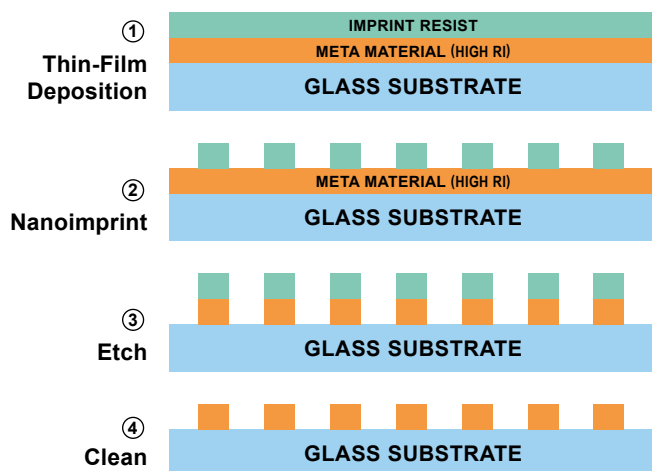 ①
Thin-Film
Deposition
IMPRINT RESIST
META MATERIAL (HIGH RI)
GLASS SUBSTRATE
②
Nanoimprint
META MATERIAL (HIGH RI)
GLASS SUBSTRATE
③
Etch
GLASS SUBSTRATE
④
Clean
GLASS SUBSTRATE